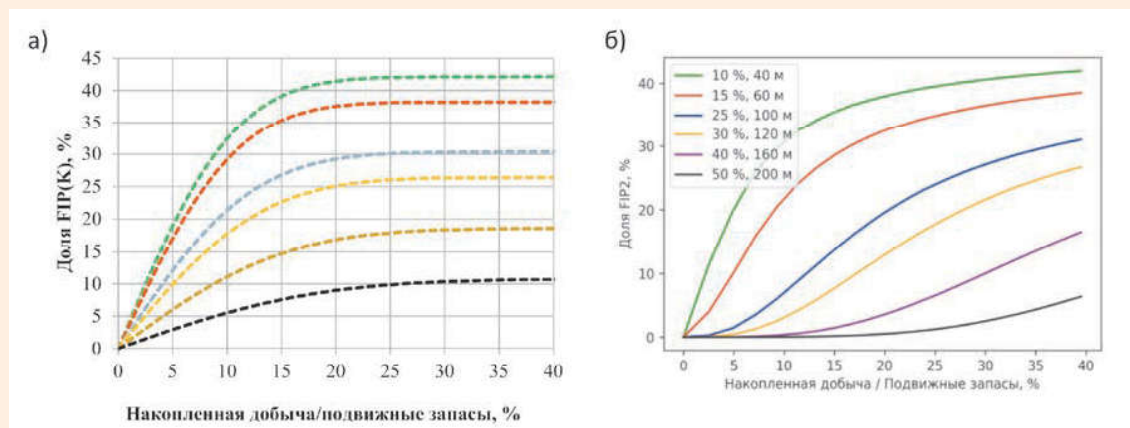 а)
45
40
35
30
25
20
15
10
5
0
Доля FIP(K), %
0 5 10 15 20 25 30 35 40
Накопленная добыча/подвижные запасы, %
б)
40
30
20
10
0
Доля FIP2, %
10 %, 40 м
15 %, 60 м
25 %, 100 м
30 %, 120 м
40 %, 160 м
50 %, 200 м
0 5 10 15 20 25 30 35 40
Накопленная добыча / Подвижные запасы, %